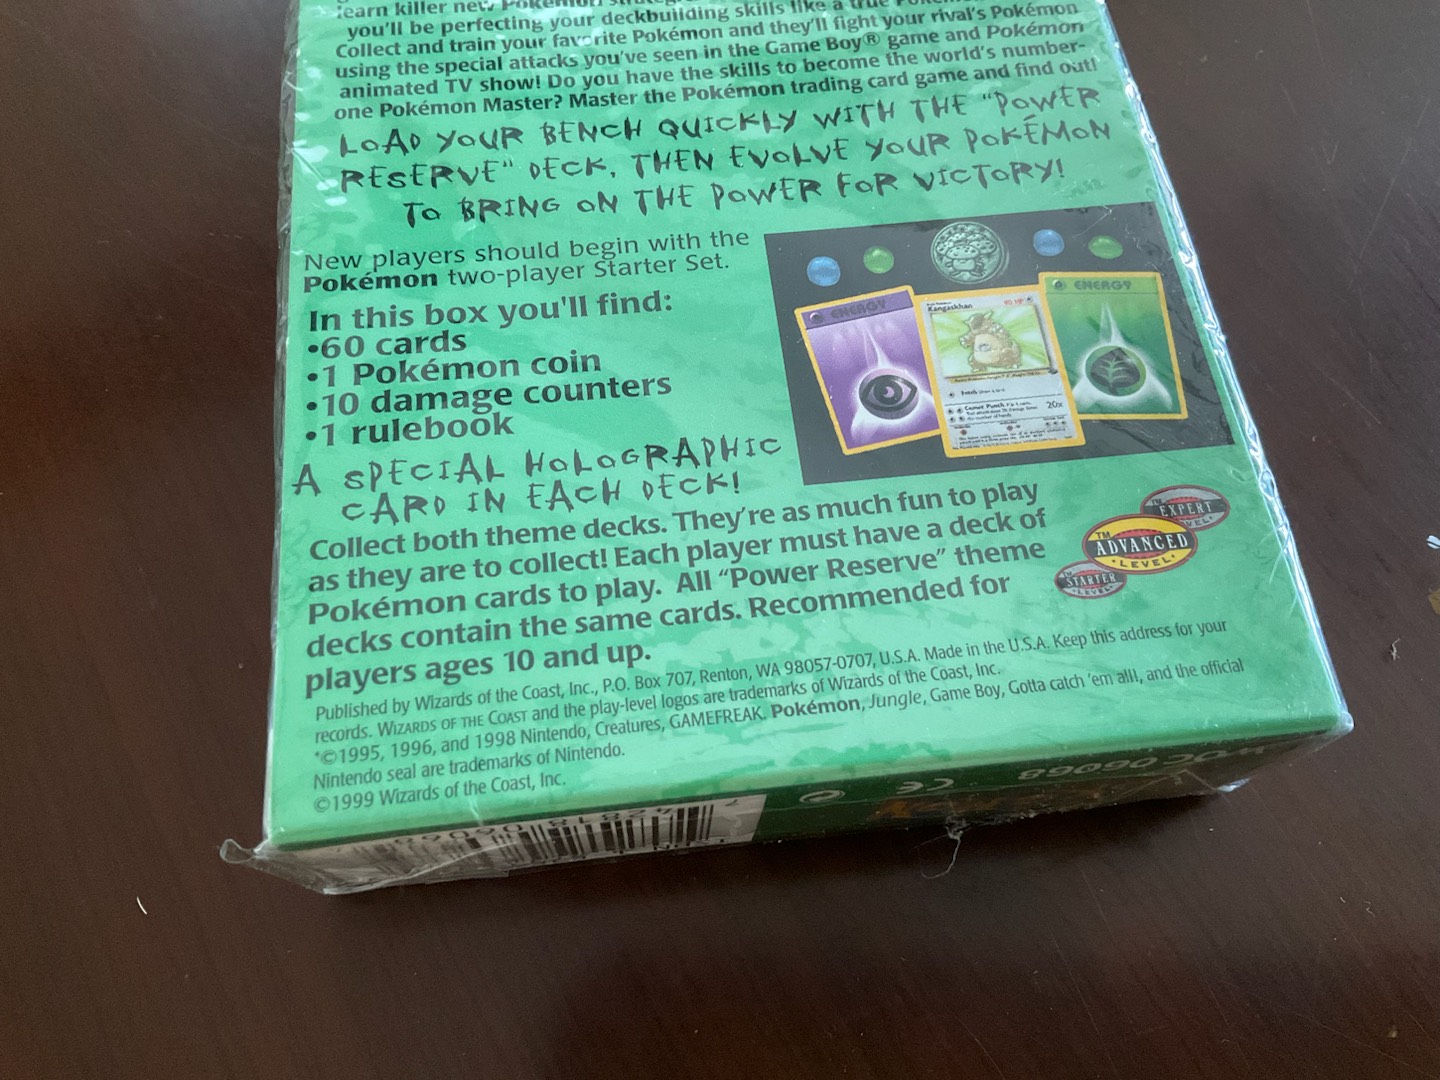 learn killer new Pokémon
you'll be perfecting your deckbuilding skills like a true
Collect and train your favorite Pokémon and they'll fight your rival's Pokémon
using the special attacks you've seen in the Game Boy® game and Pokémon
animated TV show! Do you have the skills to become the world's number-
one Pokémon Master? Master the Pokémon trading card game and find out!
LOAD YOUR BENCH QUICKLY WITH THE "POWER
RESERVE" DECK, THEN EVOLVE YOUR POKÉMON
TO BRING ON THE POWER FOR VICTORY!
New players should begin with the
Pokémon two-player Starter Set.
In this box you'll find:
•60 cards
•1 Pokémon coin
•10 damage counters
•1 rulebook
A SPECIAL HOLOGRAPHIC
CARD IN EACH DECK!
ENERGY
Kangaskhan
40 HP
Fetch
Comet Punch
20x
ENERGY
Collect both theme decks. They're as much fun to play
as they are to collect! Each player must have a deck of
Pokémon cards to play. All "Power Reserve" theme
decks contain the same cards. Recommended for
players ages 10 and up.
TM EXPERT
LEVEL
TM ADVANCED
•LEVEL•
TM STARTER
•LEVEL•
Published by Wizards of the Coast, Inc., P.O. Box 707, Renton, WA 98057-0707, U.S.A. Made in the U.S.A. Keep this address for your
records. WIZARDS OF THE COAST and the play-level logos are trademarks of Wizards of the Coast, Inc.
*©1995, 1996, and 1998 Nintendo, Creatures, GAMEFREAK. Pokémon, Jungle, Game Boy, Gotta catch 'em all!, and the official
Nintendo seal are trademarks of Nintendo.
©1999 Wizards of the Coast, Inc.
WOC06068
CE